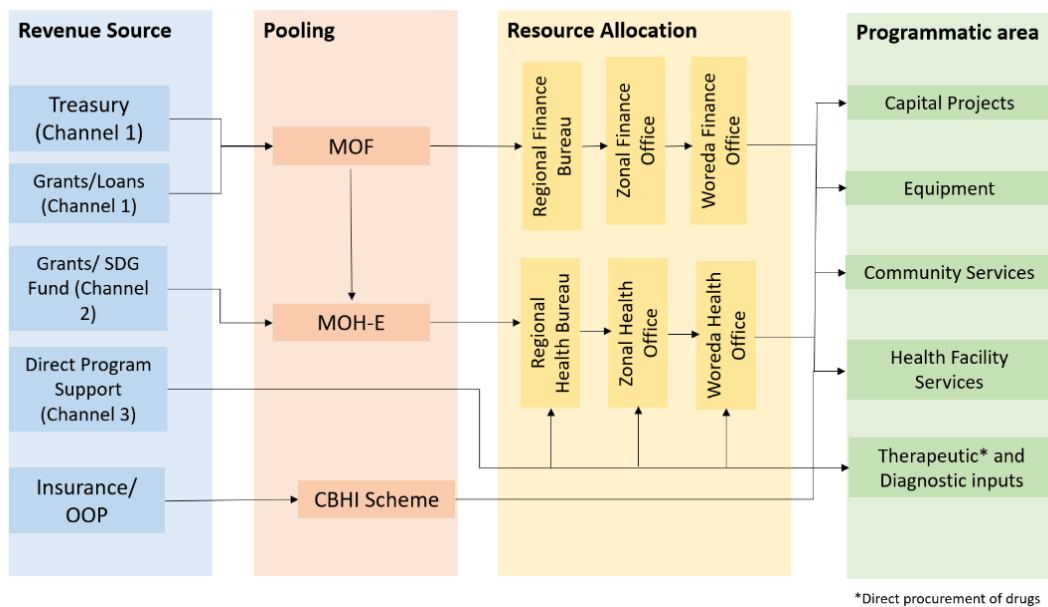 Revenue Source
Pooling
Resource Allocation
Programmatic area
Treasury
(Channel 1)
Grants/Loans
(Channel 1)
Grants/ SDG
Fund (Channel
2)
Direct Program
Support
(Channel 3)
Insurance/
OOP
MOF
MOH-E
CBHI Scheme
Regional Finance
Bureau
Zonal Finance
Office
Woreda Finance
Office
Regional
Health Bureau
Zonal Health
Office
Woreda Health
Office
Capital Projects
Equipment
Community Services
Health Facility
Services
Therapeutic* and
Diagnostic inputs
*Direct procurement of drugs